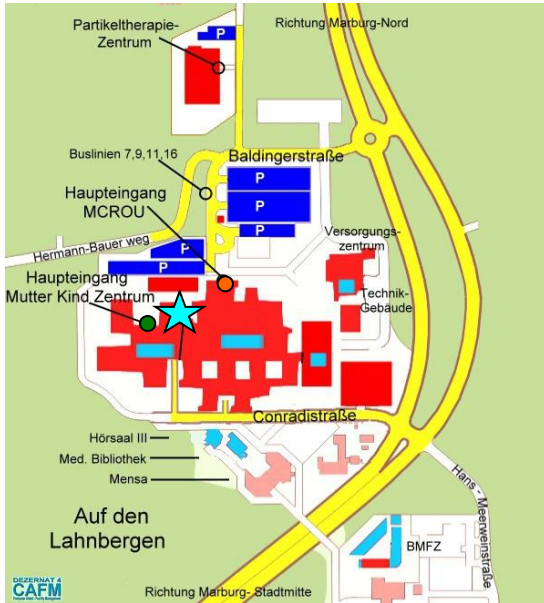 Partikeltherapie-
Zentrum
P
Richtung Marburg-Nord
Buslinien 7,9,11,16
Baldingerstraße
P
P
P
Haupteingang
MCROU
Versorgungs-
zentrum
Hermann-Bauer weg
P
P
Haupteingang
Mutter Kind Zentrum
Technik-
Gebäude
Conradistraße
Hörsaal III
Med. Bibliothek
Mensa
Hans - Meerweinstraße
Auf den
Lahnbergen
BMFZ
DEZERNAT 4
CAFM
Richtung Marburg- Stadtmitte